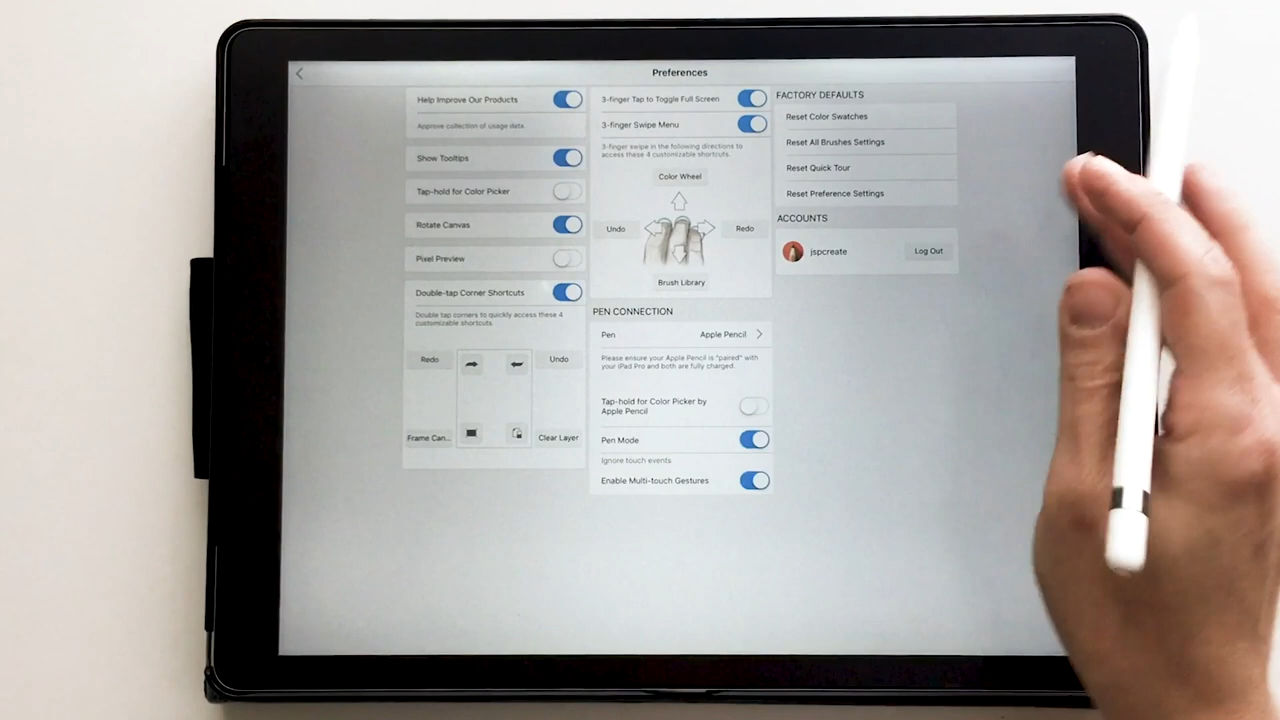 Preferences
Help Improve Our Products
Approve collection of usage data.
Show Tooltips
Tap-hold for Color Picker
Rotate Canvas
Pixel Preview
Double-tap Corner Shortcuts
Double tap corners to quickly access these 4
customizable shortcuts.
Redo
Undo
Frame Can...
Clear Layer
3-finger Tap to Toggle Full Screen
3-finger Swipe Menu
3-finger swipe in the following directions to
access these 4 customizable shortcuts.
Color Wheel
Undo
Redo
Brush Library
PEN CONNECTION
Pen
Apple Pencil
Please ensure your Apple Pencil is "paired" with
your iPad Pro and both are fully charged.
Tap-hold for Color Picker by
Apple Pencil
Pen Mode
Ignore touch events
Enable Multi-touch Gestures
FACTORY DEFAULTS
Reset Color Swatches
Reset All Brushes Settings
Reset Quick Tour
Reset Preference Settings
ACCOUNTS
jspcreate
Log Out